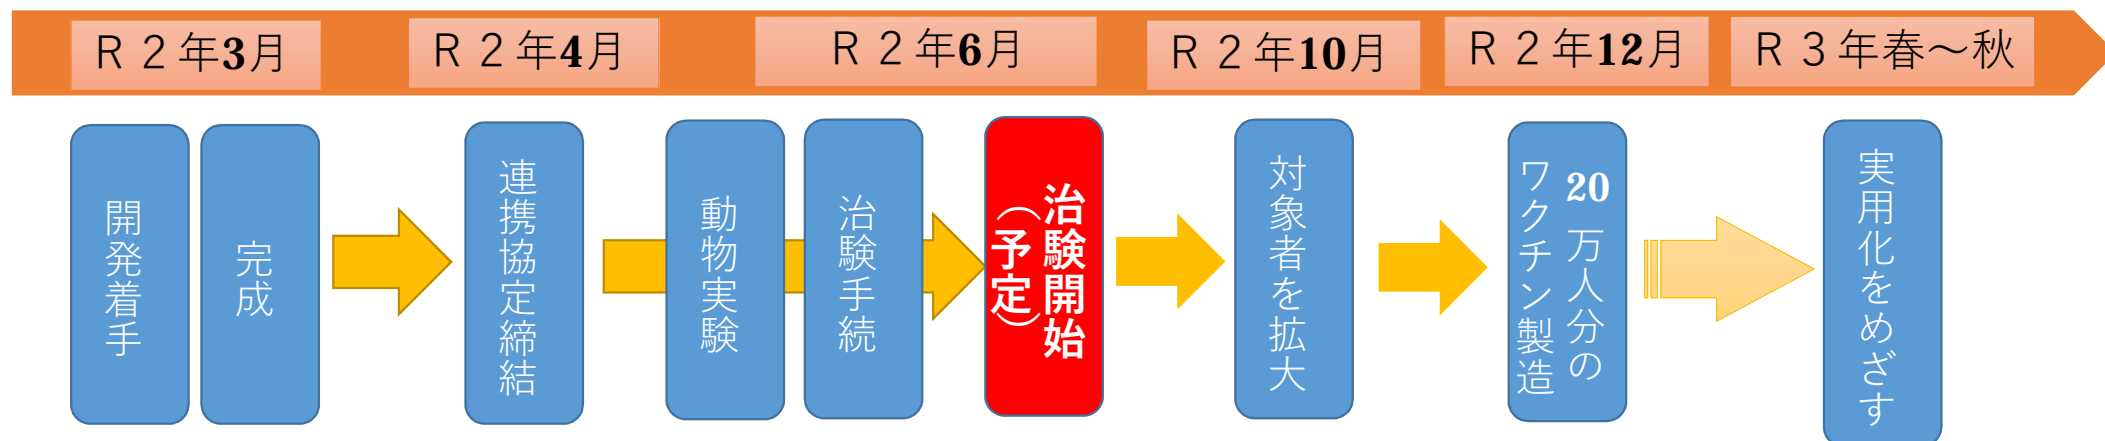 Ｒ２年3月
Ｒ２年4月
Ｒ２年6月
Ｒ２年10月
Ｒ２年12月
Ｒ３年春～秋
開発着手
完成
連携協定締結
動物実験
治験手続
治験開始
（予定）
対象者を拡大
20万人分の
ワクチン製造
実用化をめざす